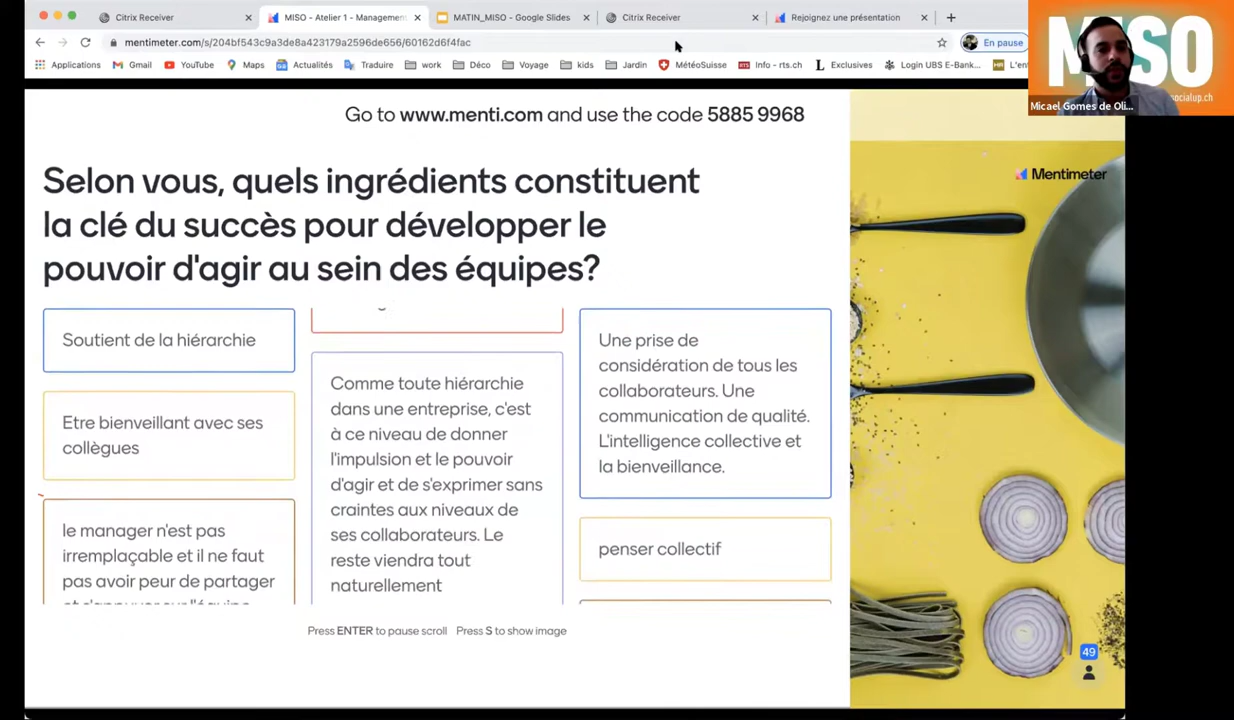 Citrix Receiver
MISO - Atelier 1 - Management
MATIN_MISO - Google Slides
Citrix Receiver
Rejoignez une présentation
mentimeter.com/s/204bf543c9a3de8a423179a2596de656/60162d6f4fac
En pause
Applications
Gmail
YouTube
Maps
Actualités
Traduire
work
Déco
Voyage
kids
Jardin
MétéoSuisse
Info - rts.ch
Exclusives
Login UBS E-Bank...
MISO
socialup.ch
Micael Gomes de Oli...
Go to www.menti.com and use the code 5885 9968
Mentimeter
Selon vous, quels ingrédients constituent
la clé du succès pour développer le
pouvoir d'agir au sein des équipes?
Soutient de la hiérarchie
Etre bienveillant avec ses
collègues
le manager n'est pas
irremplaçable et il ne faut
pas avoir peur de partager
Comme toute hiérarchie
dans une entreprise, c'est
à ce niveau de donner
l'impulsion et le pouvoir
d'agir et de s'exprimer sans
craintes aux niveaux de
ses collaborateurs. Le
reste viendra tout
naturellement
Une prise de
considération de tous les
collaborateurs. Une
communication de qualité.
L'intelligence collective et
la bienveillance.
penser collectif
Press ENTER to pause scroll Press S to show image
49